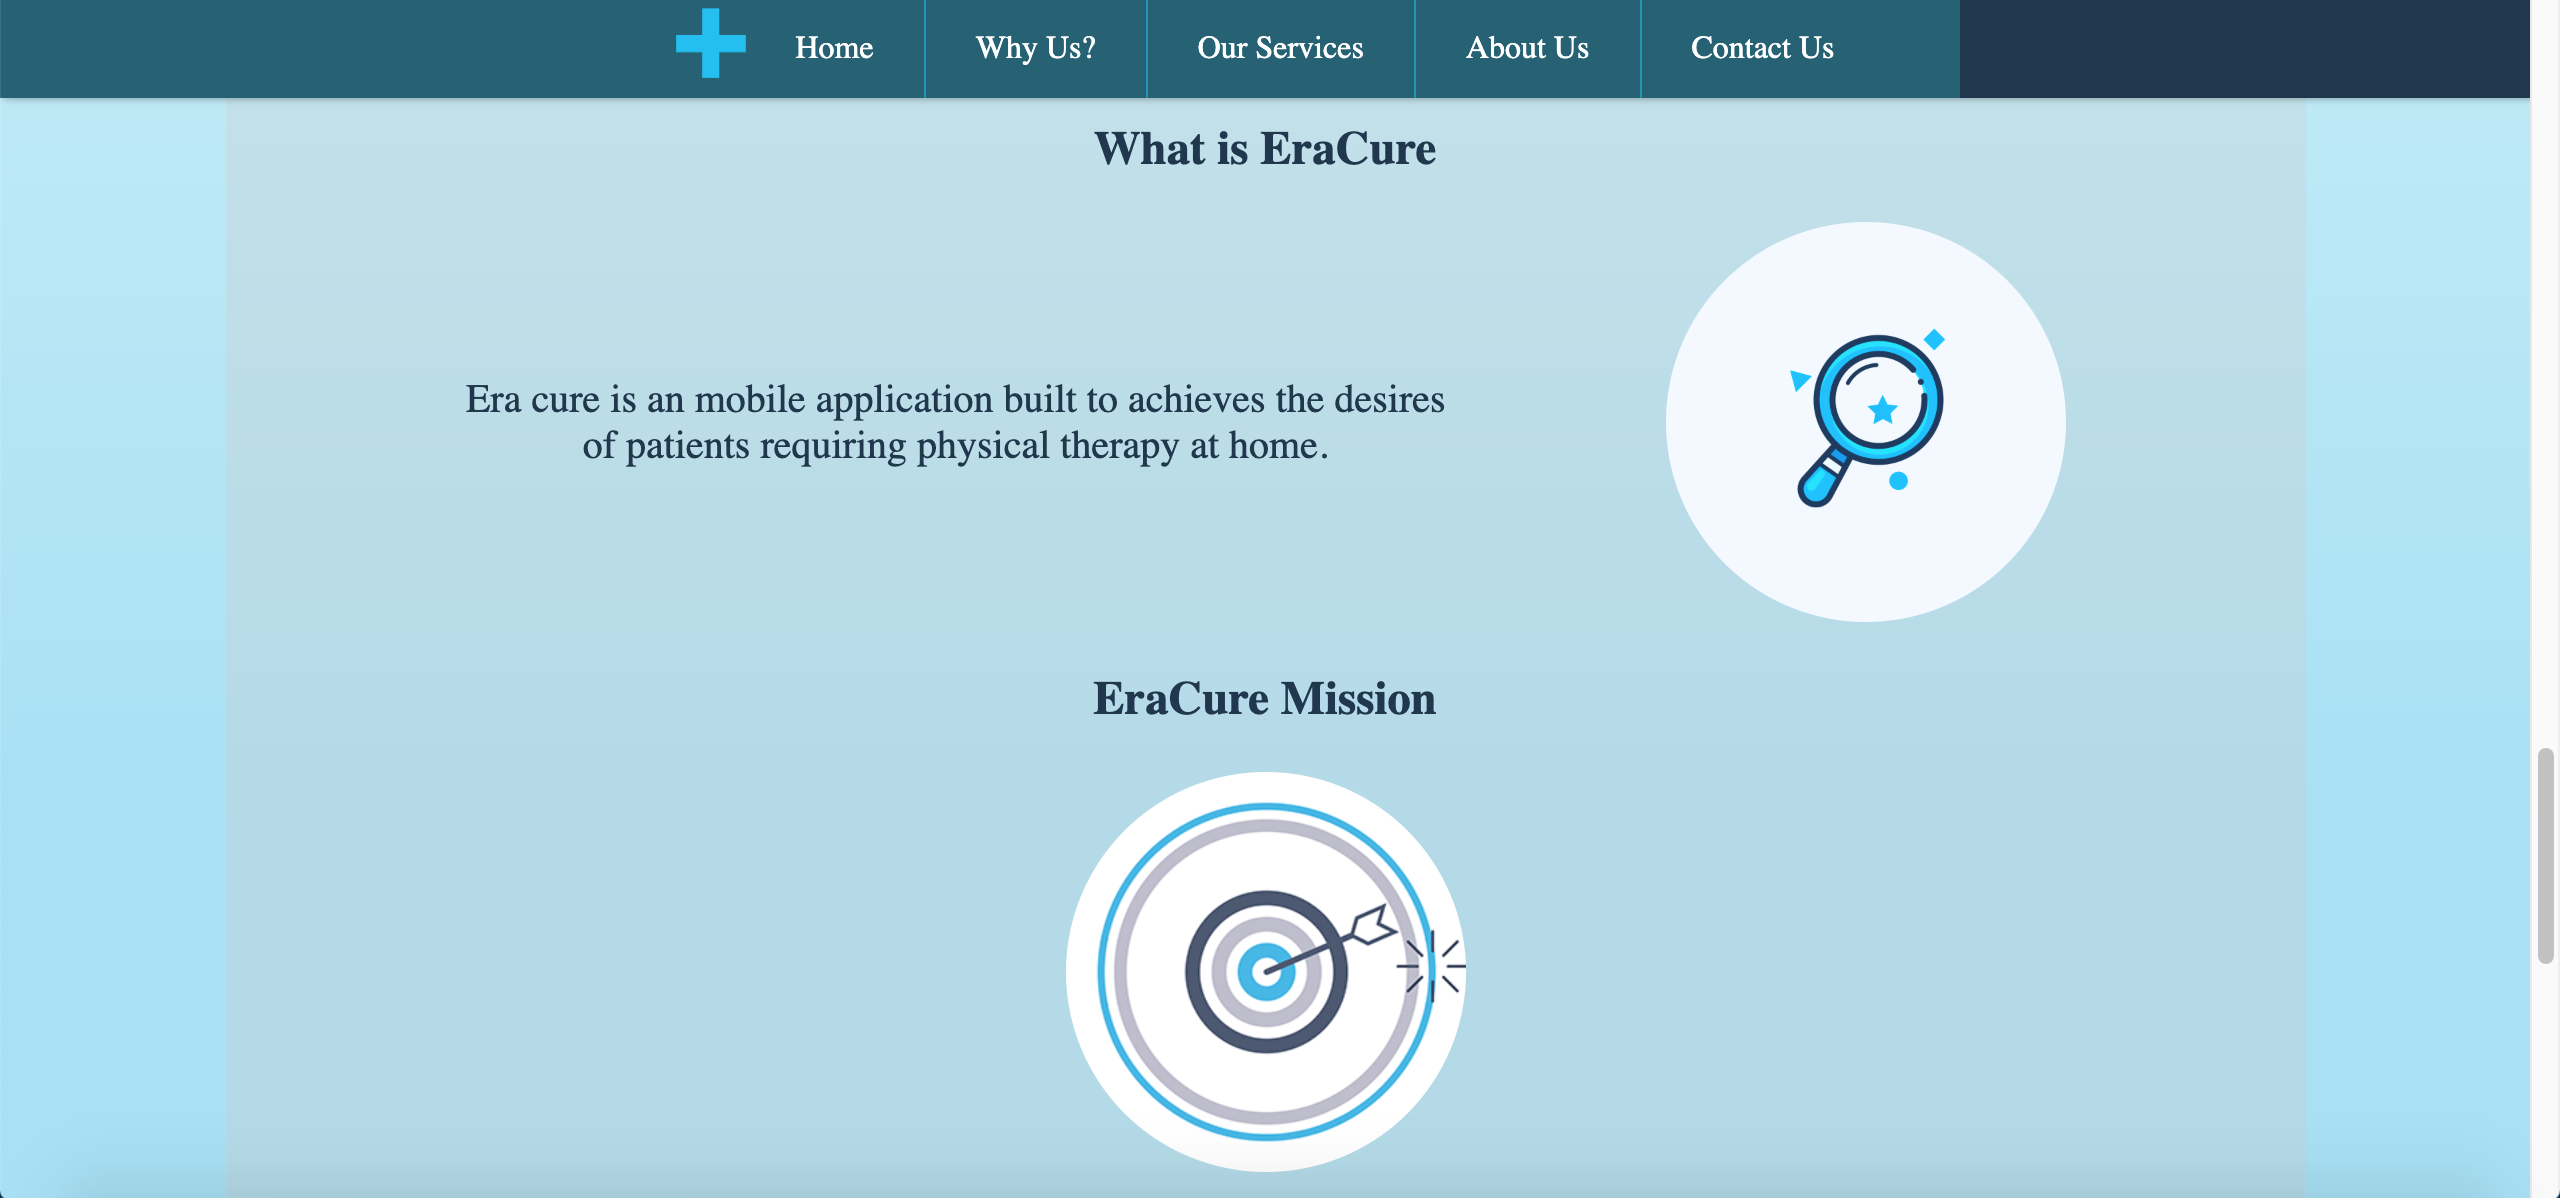 Home
Why Us?
Our Services
About Us
Contact Us
What is EraCure
Era cure is an mobile application built to achieves the desires
of patients requiring physical therapy at home.
EraCure Mission